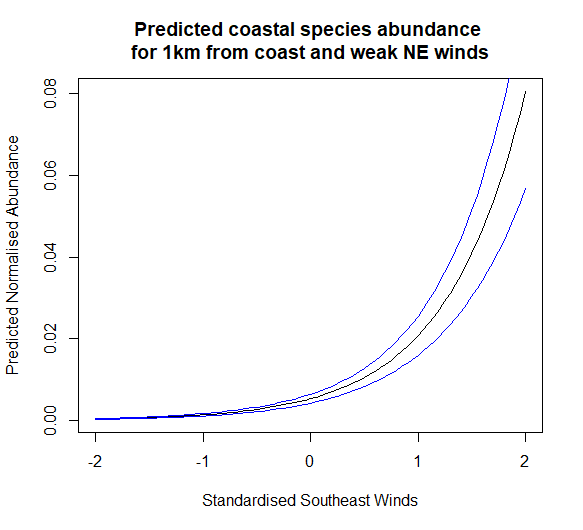 Predicted coastal species abundance
for 1km from coast and weak NE winds
Predicted Normalised Abundance
0.08
0.06
0.04
0.02
0.00
-2 -1 0 1 2
Standardised Southeast Winds